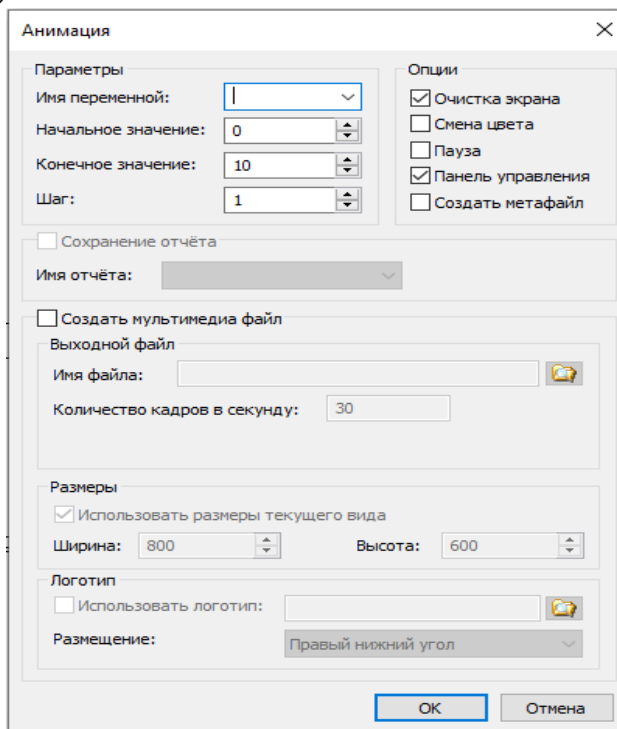 Анимация
Параметры
Имя переменной:
Начальное значение: 0
Конечное значение: 10
Шаг: 1
Опции
Очистка экрана
Смена цвета
Пауза
Панель управления
Создать метафайл
Сохранение отчёта
Имя отчёта:
Создать мультимедиа файл
Выходной файл
Имя файла:
Количество кадров в секунду: 30
Размеры
Использовать размеры текущего вида
Ширина: 800 Высота: 600
Логотип
Использовать логотип:
Размещение: Правый нижний угол
OK Отмена